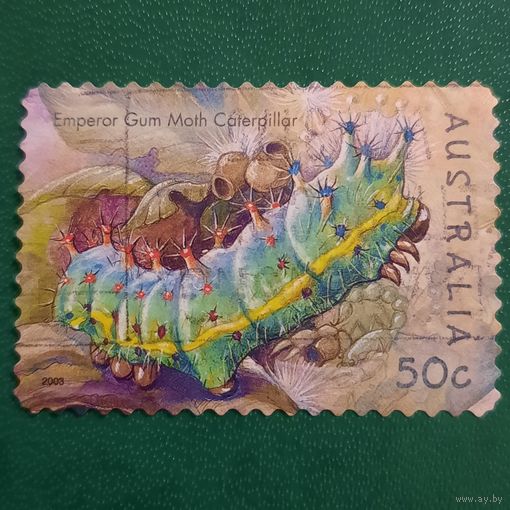 Emperor Gum Moth Caterpillar
AUSTRALIA
2003
50c
www.ay.by